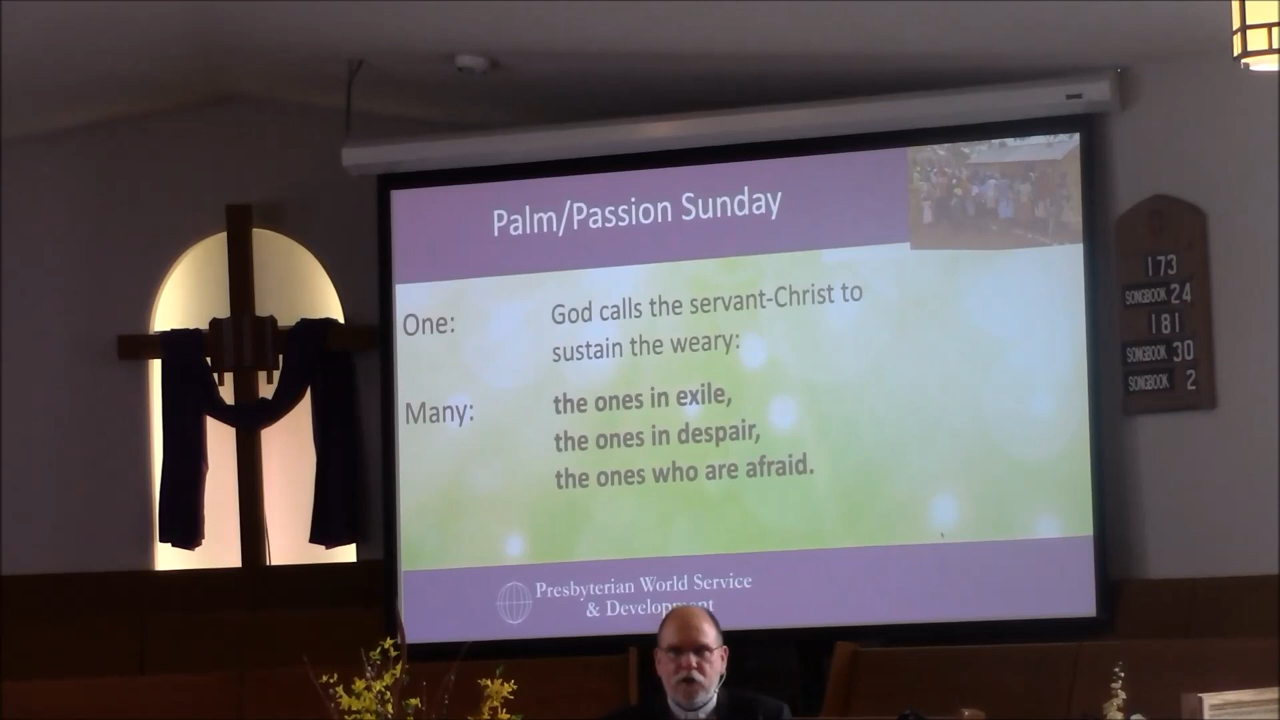 Palm/Passion Sunday
One:
God calls the servant-Christ to
sustain the weary:
Many:
the ones in exile,
the ones in despair,
the ones who are afraid.
Presbyterian World Service
& Development
173
SONGBOOK 24
181
SONGBOOK 30
SONGBOOK 2